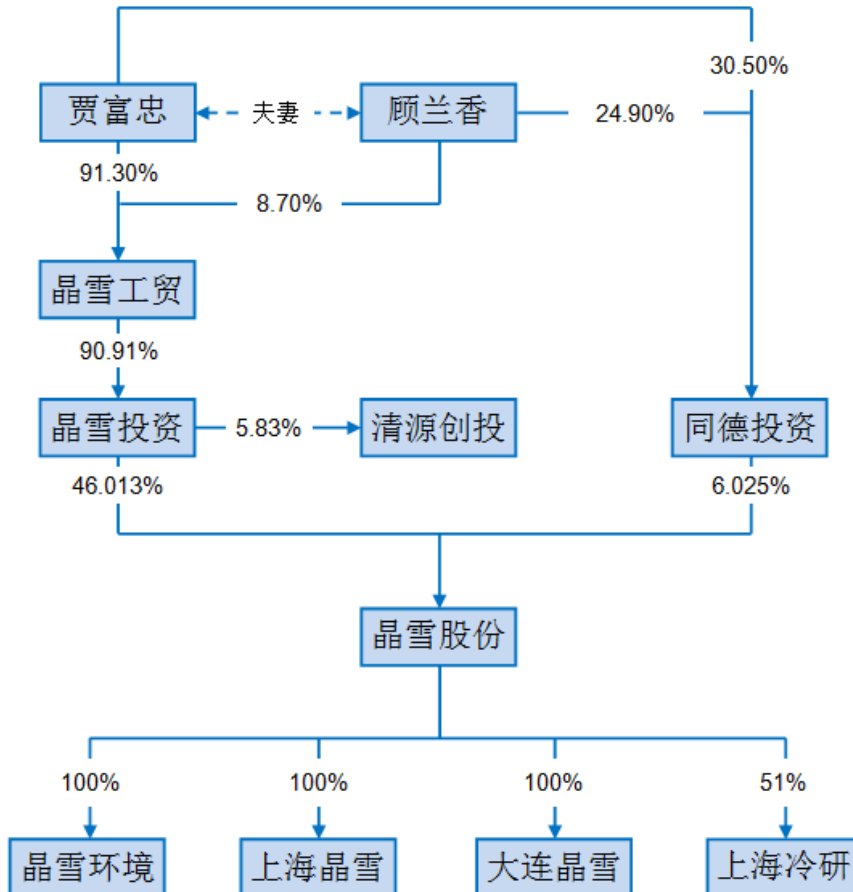 30.50%
贾富忠
夫妻
顾兰香
24.90%
91.30%
8.70%
晶雪工贸
90.91%
晶雪投资
5.83%
清源创投
同德投资
46.013%
6.025%
晶雪股份
100%
100%
100%
51%
晶雪环境
上海晶雪
大连晶雪
上海冷研